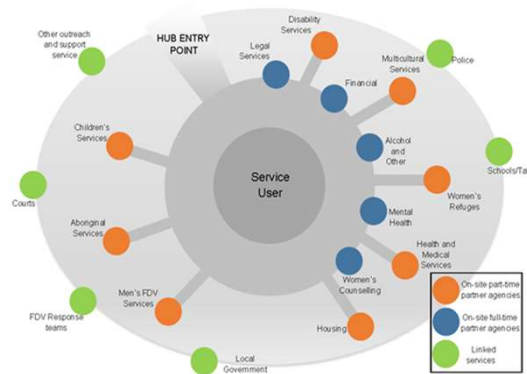 Disability
Services
Other outreach
and support
service
HUB ENTRY
POINT
Legal
Services
Multicultural
Services
Police
Financial
Children's
Services
Alcohol
and
Other
Service
User
Schools/Taf
Women's
Refuges
Courts
Mental
Health
Aboriginal
Services
Health and
Medical
Services
Women's
Counselling
Men's FDV
Services
FDV Response
teams
Housing
Local
Government
On-site part-time
partner agencies
On-site full-time
partner agencies
Linked
services